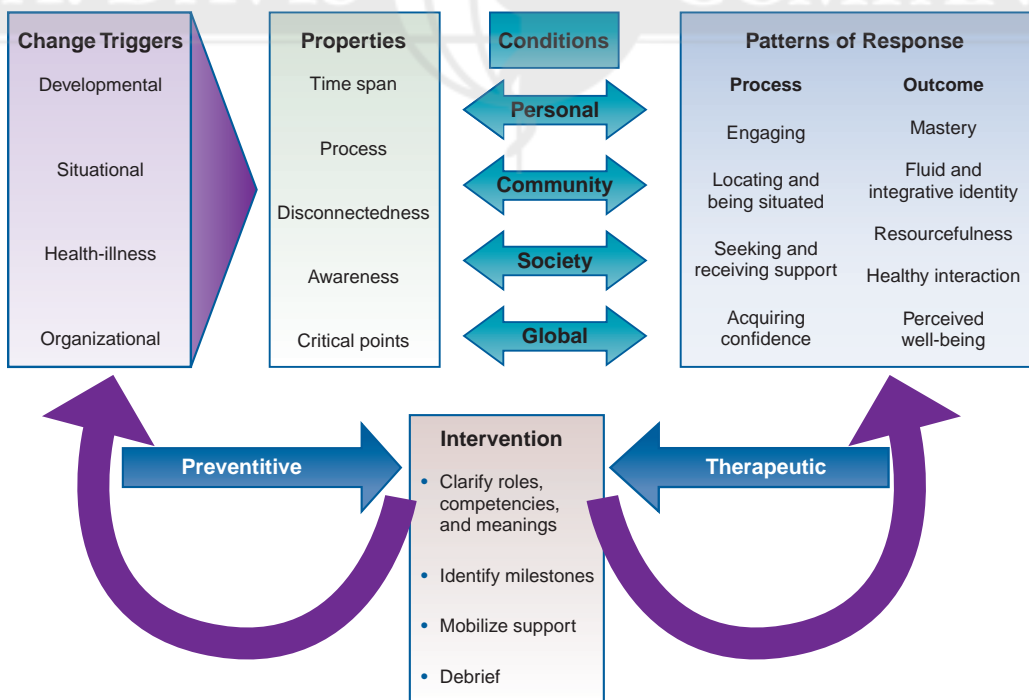 Change Triggers
Developmental
Situational
Health-illness
Organizational
Properties
Time span
Process
Disconnectedness
Awareness
Critical points
Conditions
Personal
Community
Society
Global
Patterns of Response
Process
Engaging
Locating and
being situated
Seeking and
receiving support
Acquiring
confidence
Outcome
Mastery
Fluid and
integrative identity
Resourcefulness
Healthy interaction
Perceived
well-being
Preventitive
Intervention
• Clarify roles,
competencies,
and meanings
• Identify milestones
• Mobilize support
• Debrief
Therapeutic